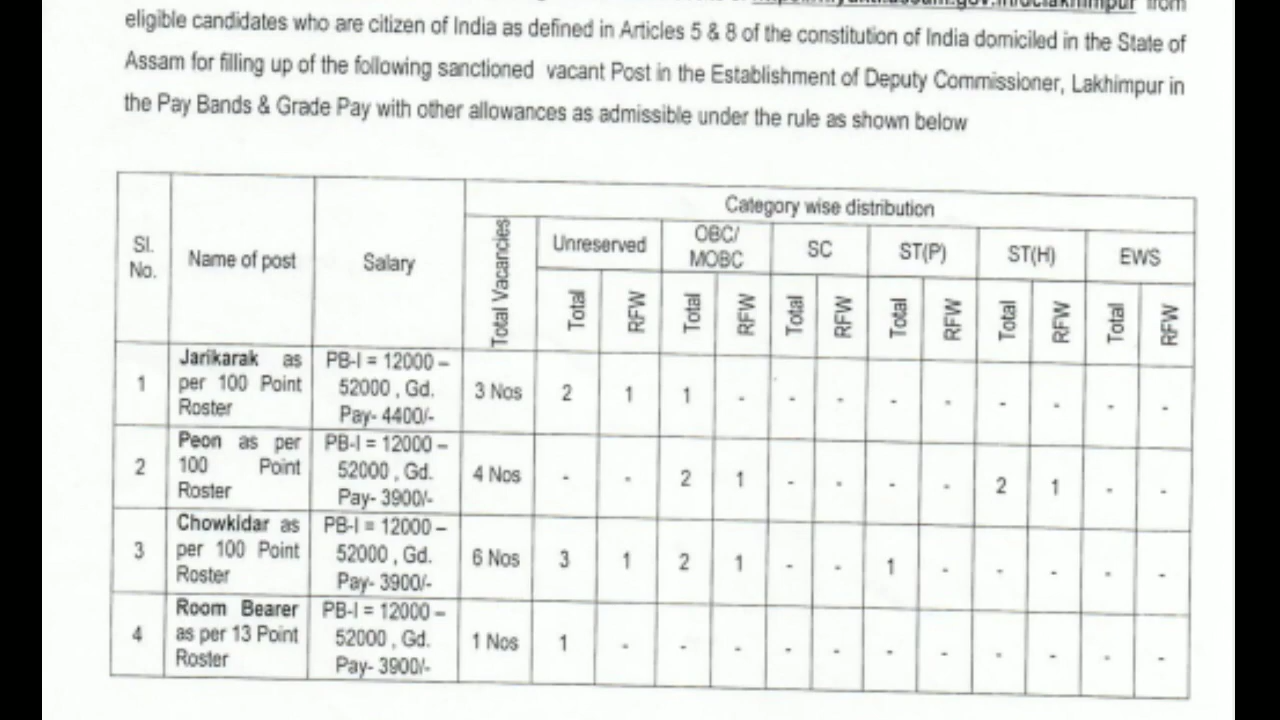 from
eligible candidates who are citizen of India as defined in Articles 5 & 8 of the constitution of India domiciled in the State of
Assam for filling up of the following sanctioned vacant Post in the Establishment of Deputy Commissioner, Lakhimpur in
the Pay Bands & Grade Pay with other allowances as admissible under the rule as shown below
Sl. No. Name of post Salary Total Vacancies Category wise distribution
Unreserved OBC/ MOBC SC ST(P) ST(H) EWS
Total RFW Total RFW Total RFW Total RFW Total RFW Total RFW
Jarikarak as PB-I = 12000 –
1 per 100 Point 52000 , Gd. 3 Nos 2 1 1 - - - - - - - - -
Roster Pay- 4400/-
Peon as per PB-I = 12000 –
2 100 Point 52000 , Gd. 4 Nos - - 2 1 - - - - 2 1 - -
Roster Pay- 3900/-
Chowkidar as PB-I = 12000 –
3 per 100 Point 52000 , Gd. 6 Nos 3 1 2 1 - - 1 - - - - -
Roster Pay- 3900/-
Room Bearer PB-I = 12000 –
4 as per 13 Point 52000 , Gd. 1 Nos 1 - - - - - - - - - - -
Roster Pay- 3900/-